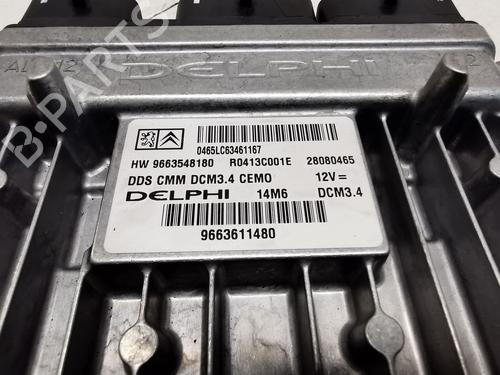 DELPHI
0465LC63461167
HW 9663548180 R0413C001E 28080465
DDS CMM DCM3.4 CEMO 12V=
DELPHI 14M6 DCM3.4
9663611480
B-PARTS